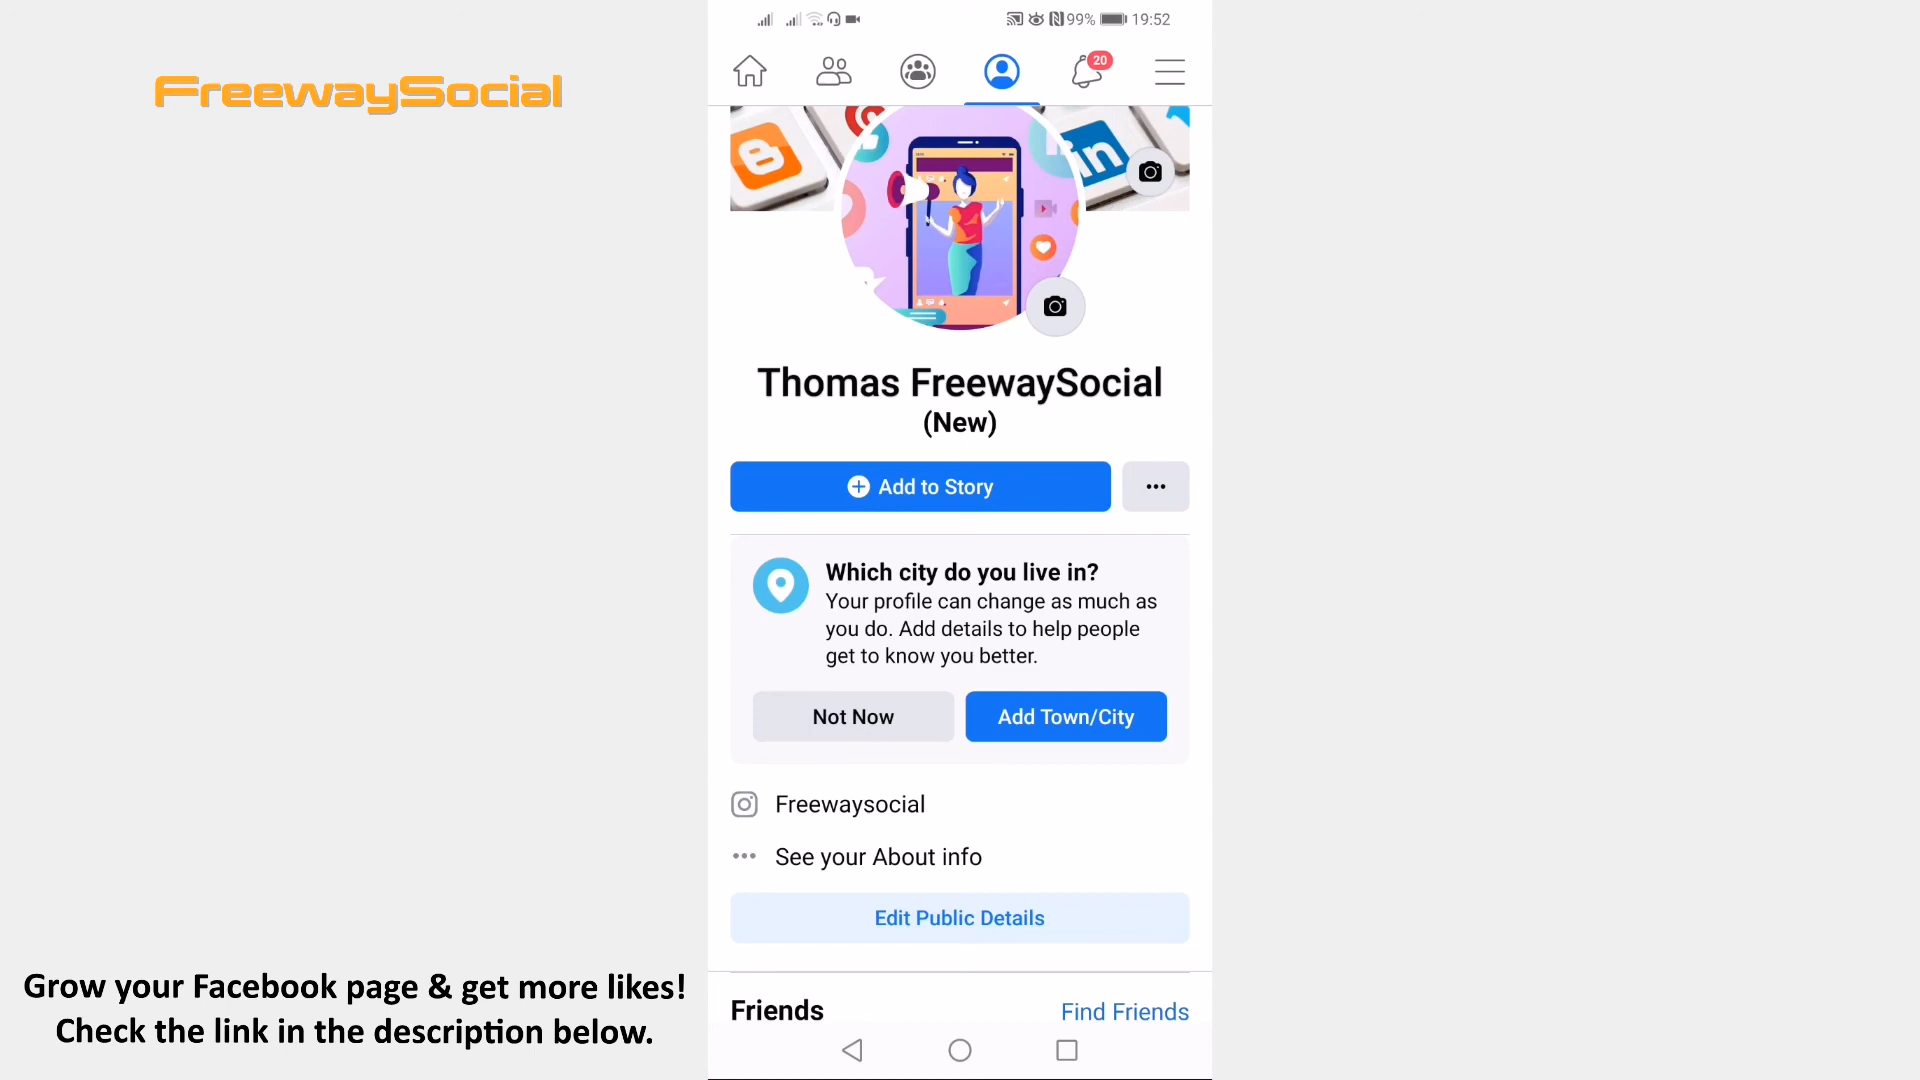 99% 19:52
FreewaySocial
20
in
Thomas FreewaySocial
(New)
Add to Story
Which city do you live in?
Your profile can change as much as
you do. Add details to help people
get to know you better.
Not Now
Add Town/City
Freewaysocial
See your About info
Edit Public Details
Grow your Facebook page & get more likes!
Check the link in the description below.
Friends
Find Friends